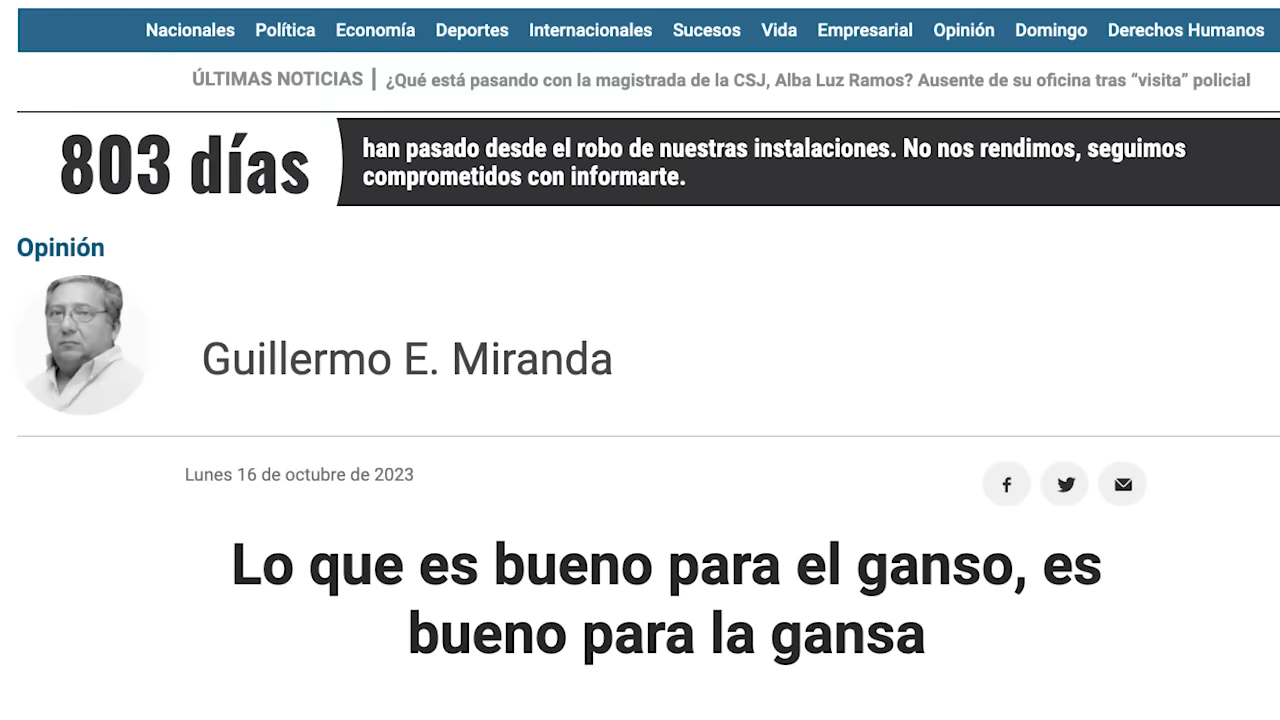 Nacionales Política Economía Deportes Internacionales Sucesos Vida Empresarial Opinión Domingo Derechos Humanos
ÚLTIMAS NOTICIAS | ¿Qué está pasando con la magistrada de la CSJ, Alba Luz Ramos? Ausente de su oficina tras “visita” policial
803 días
han pasado desde el robo de nuestras instalaciones. No nos rendimos, seguimos
comprometidos con informarte.
Opinión
Guillermo E. Miranda
Lunes 16 de octubre de 2023
Lo que es bueno para el ganso, es
bueno para la gansa